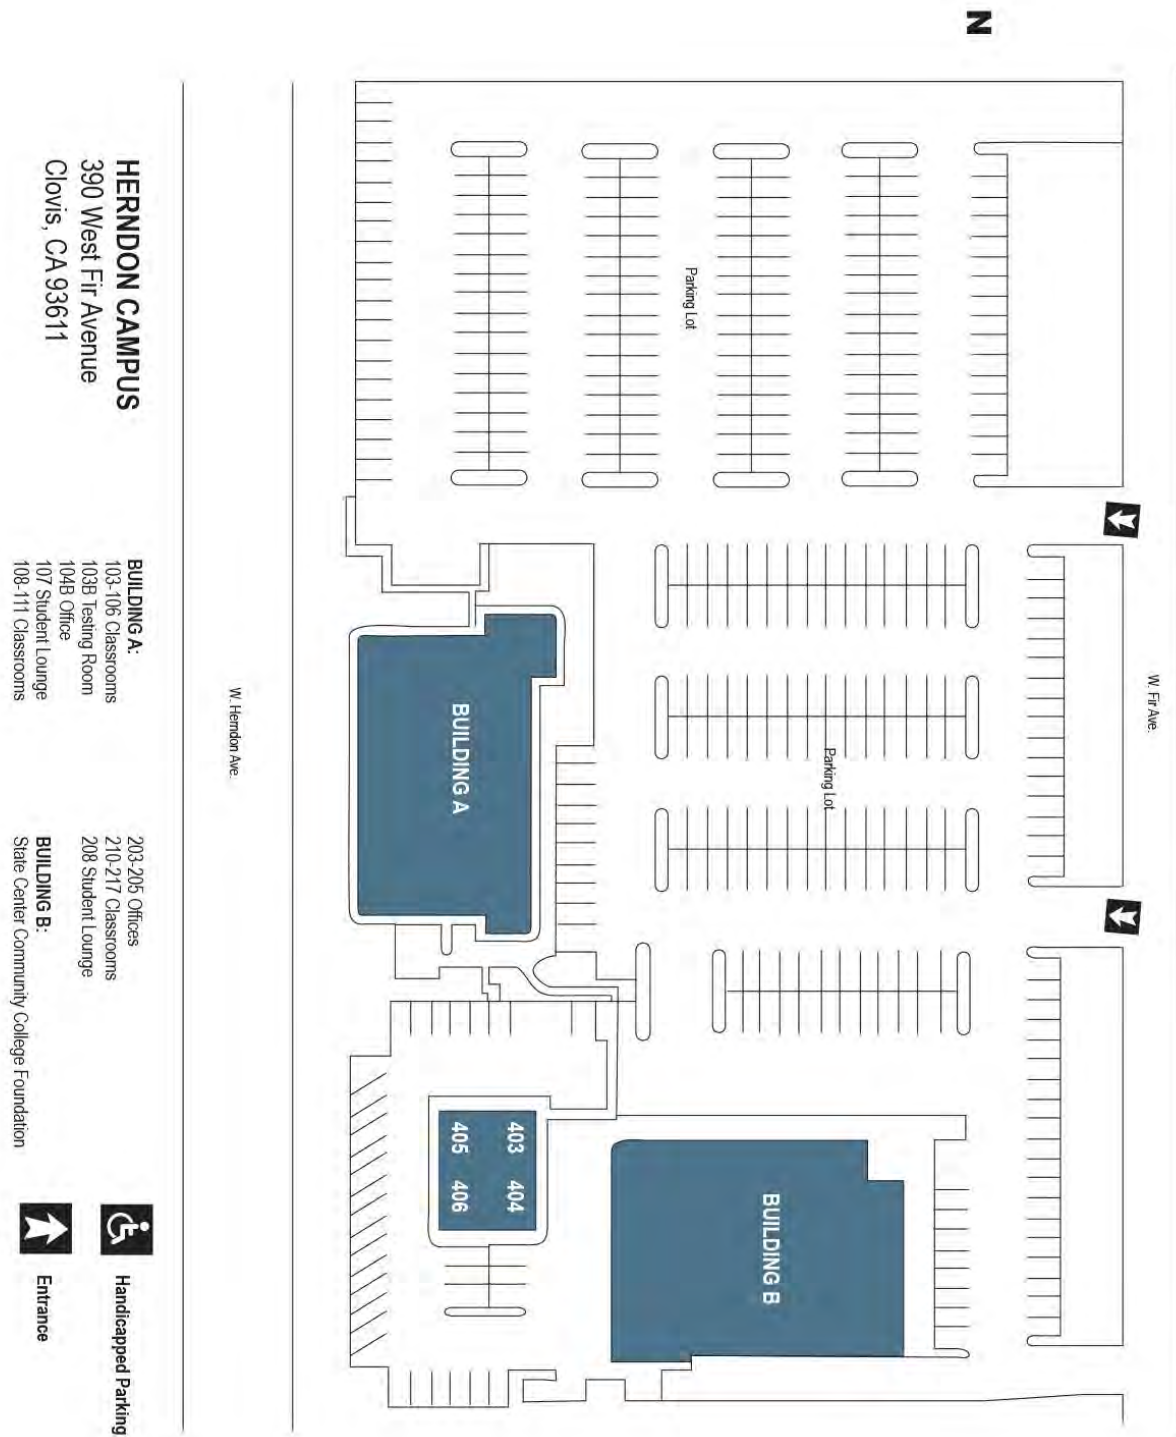 N
W. Fir Ave.
Parking Lot
Parking Lot
BUILDING B
BUILDING A
403 404
405 406
W. Herndon Ave.
HERNDON CAMPUS
390 West Fir Avenue
Clovis, CA 93611
BUILDING A:
103-106 Classrooms
103B Testing Room
104B Office
107 Student Lounge
108-111 Classrooms
203-205 Offices
210-217 Classrooms
208 Student Lounge
BUILDING B:
State Center Community College Foundation
Handicapped Parking
Entrance